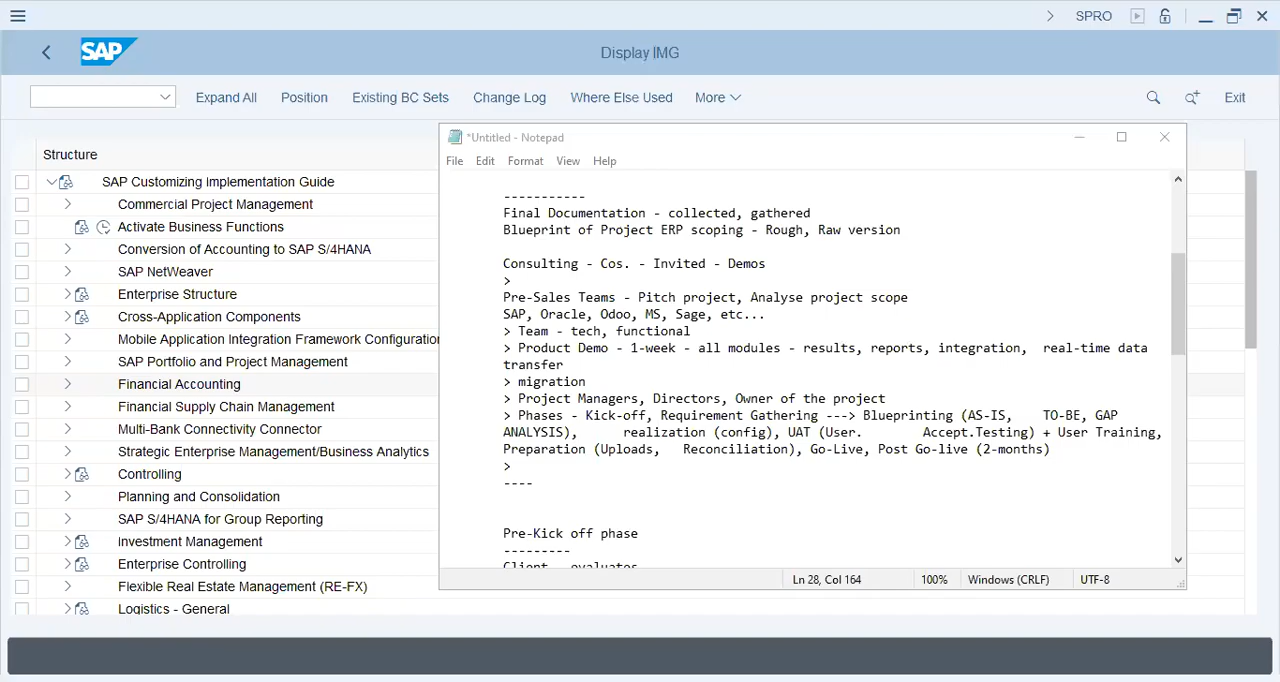 SPRO
SAP
Display IMG
Expand All
Position
Existing BC Sets
Change Log
Where Else Used
More
Exit
Structure
SAP Customizing Implementation Guide
Commercial Project Management
Activate Business Functions
Conversion of Accounting to SAP S/4HANA
SAP NetWeaver
Enterprise Structure
Cross-Application Components
Mobile Application Integration Framework Configuration
SAP Portfolio and Project Management
Financial Accounting
Financial Supply Chain Management
Multi-Bank Connectivity Connector
Strategic Enterprise Management/Business Analytics
Controlling
Planning and Consolidation
SAP S/4HANA for Group Reporting
Investment Management
Enterprise Controlling
Flexible Real Estate Management (RE-FX)
Logistics - General
*Untitled - Notepad
File Edit Format View Help
-----------
Final Documentation - collected, gathered
Blueprint of Project ERP scoping - Rough, Raw version
Consulting - Cos. - Invited - Demos
>
Pre-Sales Teams - Pitch project, Analyse project scope
SAP, Oracle, Odoo, MS, Sage, etc...
> Team - tech, functional
> Product Demo - 1-week - all modules - results, reports, integration, real-time data
transfer
> migration
> Project Managers, Directors, Owner of the project
> Phases - Kick-off, Requirement Gathering ---> Blueprinting (AS-IS, TO-BE, GAP
ANALYSIS), realization (config), UAT (User. Accept.Testing) + User Training,
Preparation (Uploads, Reconciliation), Go-Live, Post Go-live (2-months)
>
----
Pre-Kick off phase
---------
Client - evaluates
Ln 28, Col 164
100%
Windows (CRLF)
UTF-8